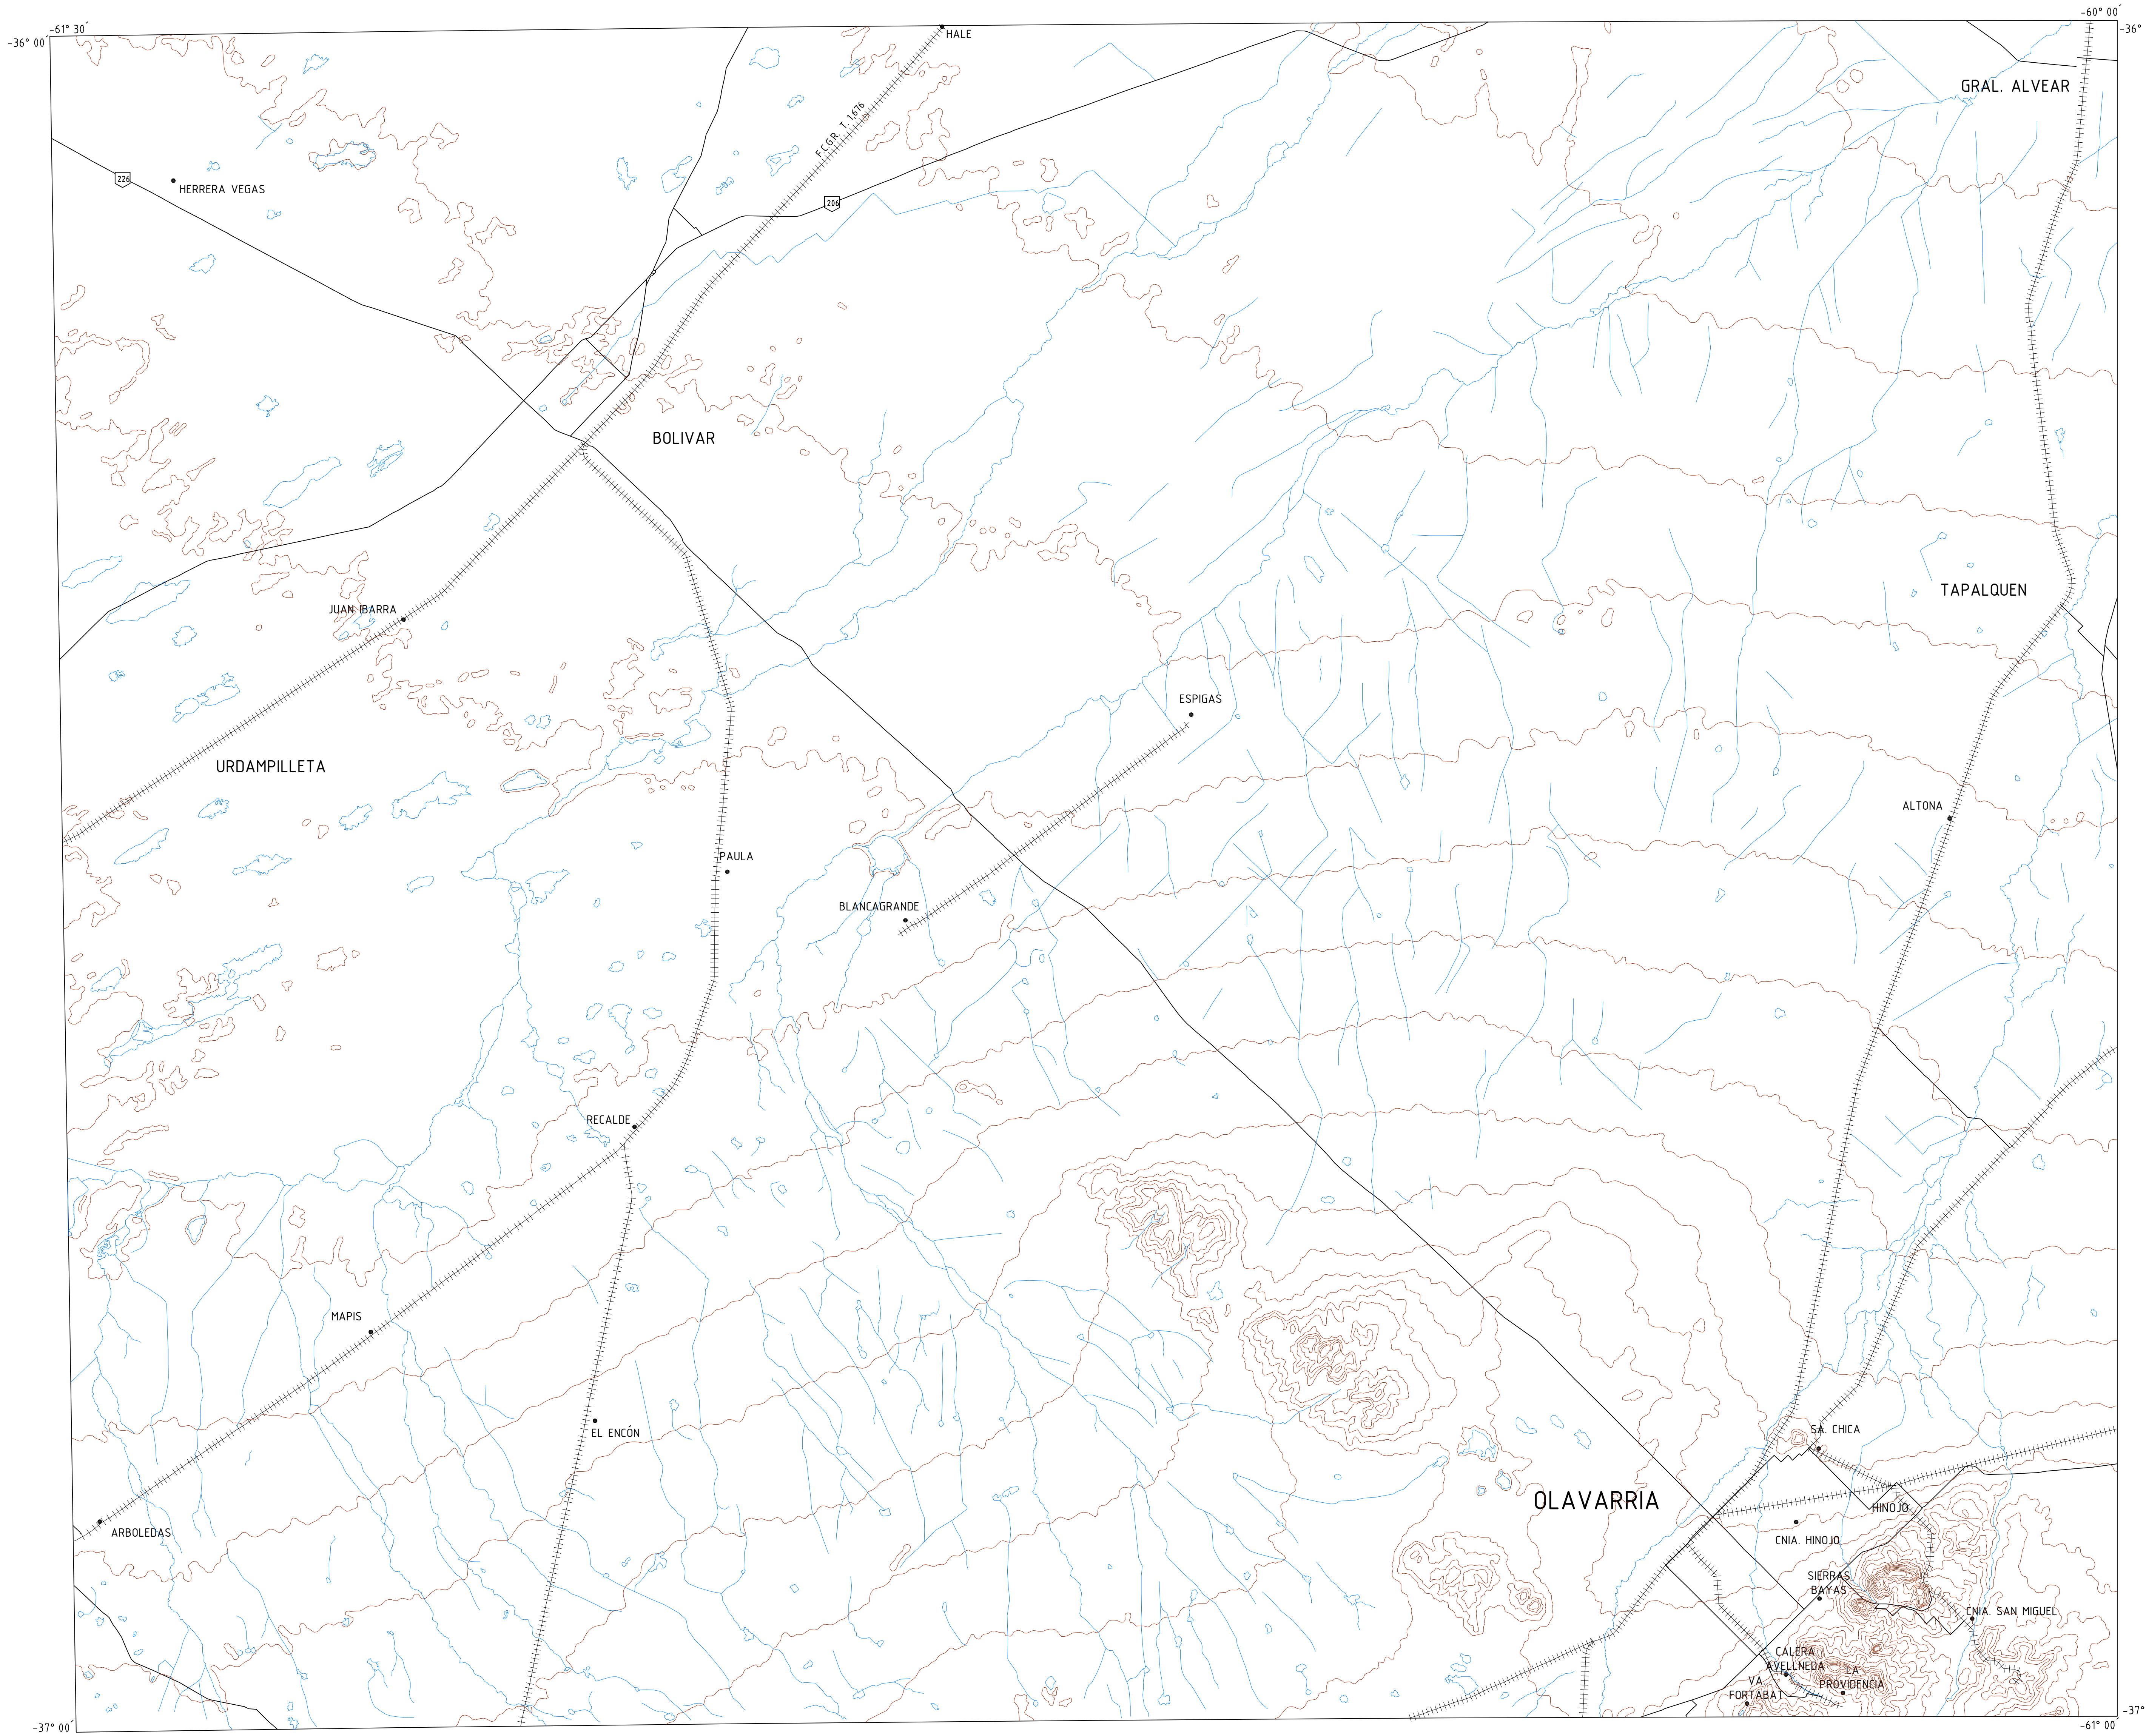 -61° 30´
-60° 00´
-36° 00´
-36°
HALE
GRAL. ALVEAR
F.C.G.R. T. 1.676
226
HERRERA VEGAS
206
BOLIVAR
TAPALQUEN
JUAN IBARRA
ESPIGAS
URDAMPILLETA
ALTONA
PAULA
BLANCAGRANDE
RECALDE
MAPIS
EL ENCÓN
SA. CHICA
OLAVARRIA
HINOJO
ARBOLEDAS
CNIA. HINOJO
SIERRAS
BAYAS
CNIA. SAN MIGUEL
CALERA
AVELLNEDA
LA
PROVIDENCIA
VA.
FORTABAT
-37° 00´
-37°
-61° 00´